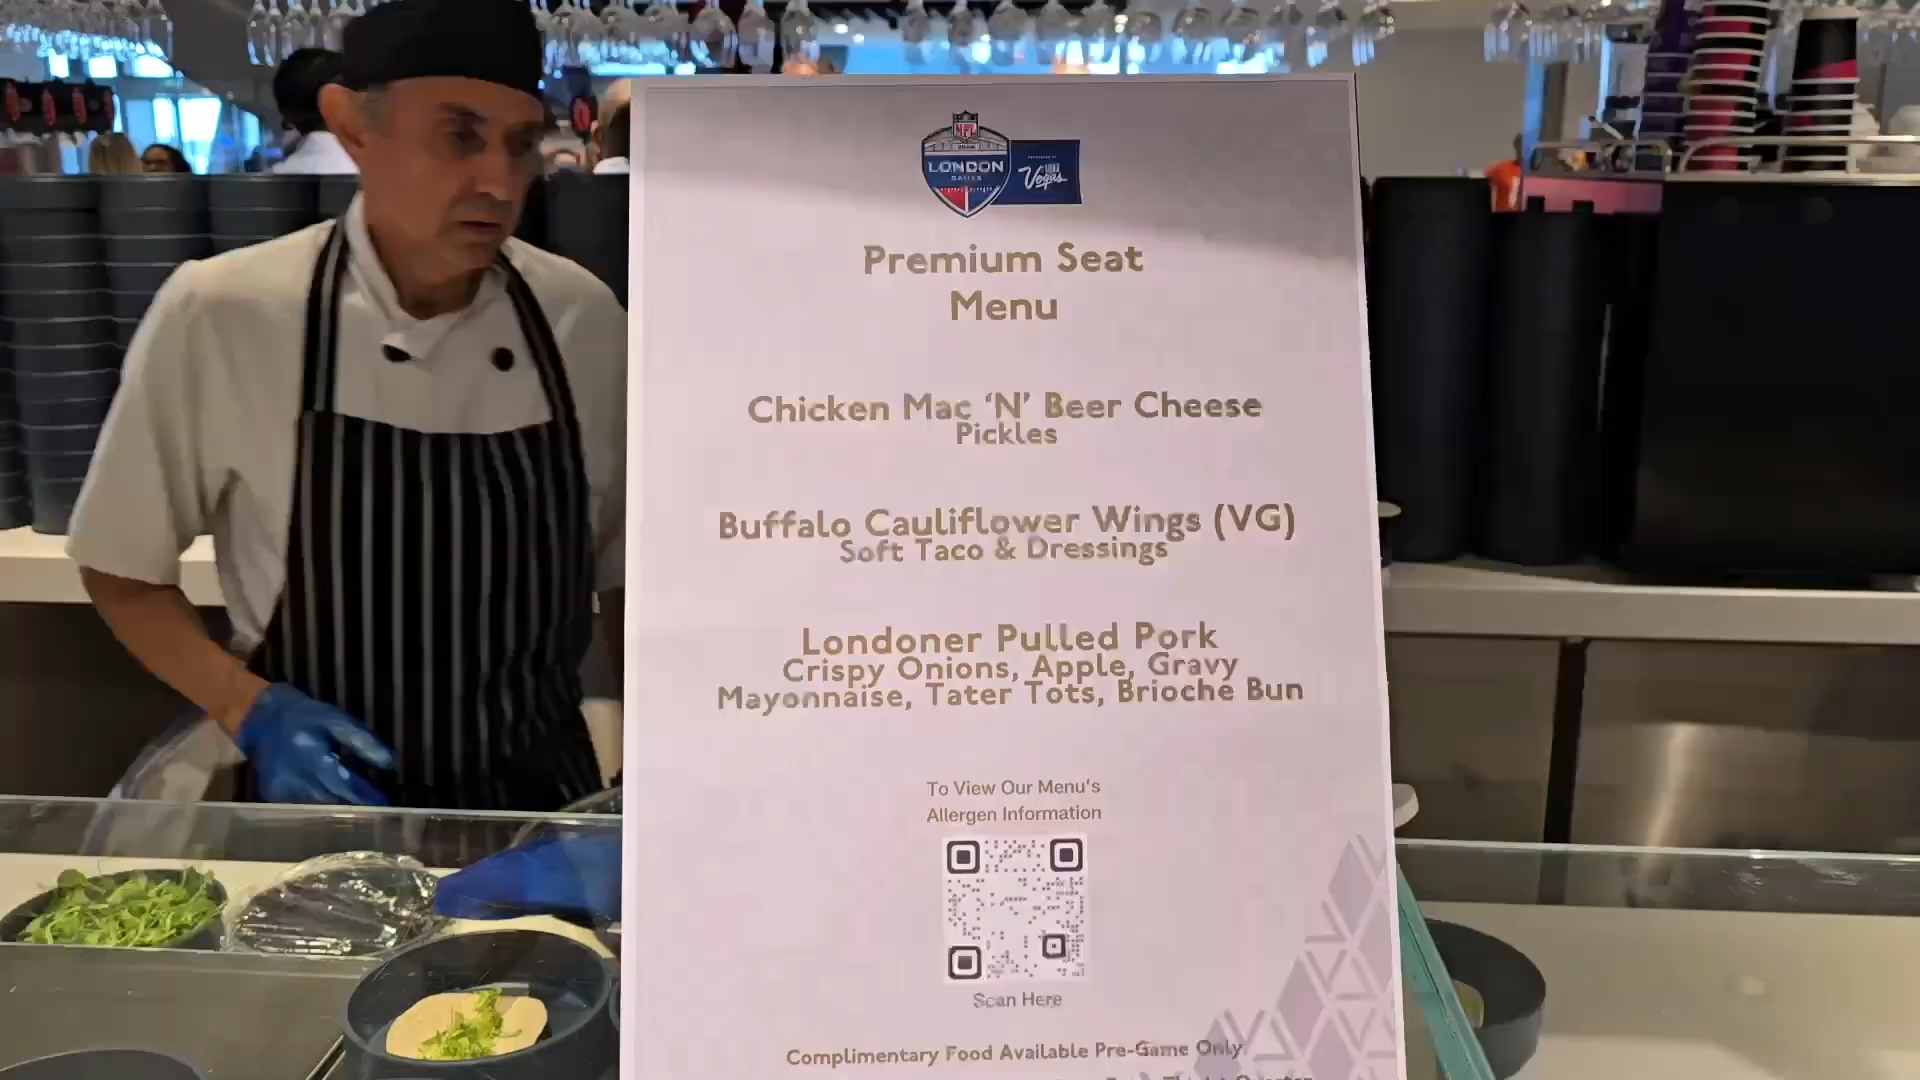 NFL
LONDON
GAMES
Vegas
Premium Seat
Menu
Chicken Mac ‘N’ Beer Cheese
Pickles
Buffalo Cauliflower Wings (VG)
Soft Taco & Dressings
Londoner Pulled Pork
Crispy Onions, Apple, Gravy
Mayonnaise, Tater Tots, Brioche Bun
To View Our Menu's
Allergen Information
Scan Here
Complimentary Food Available Pre-Game Only